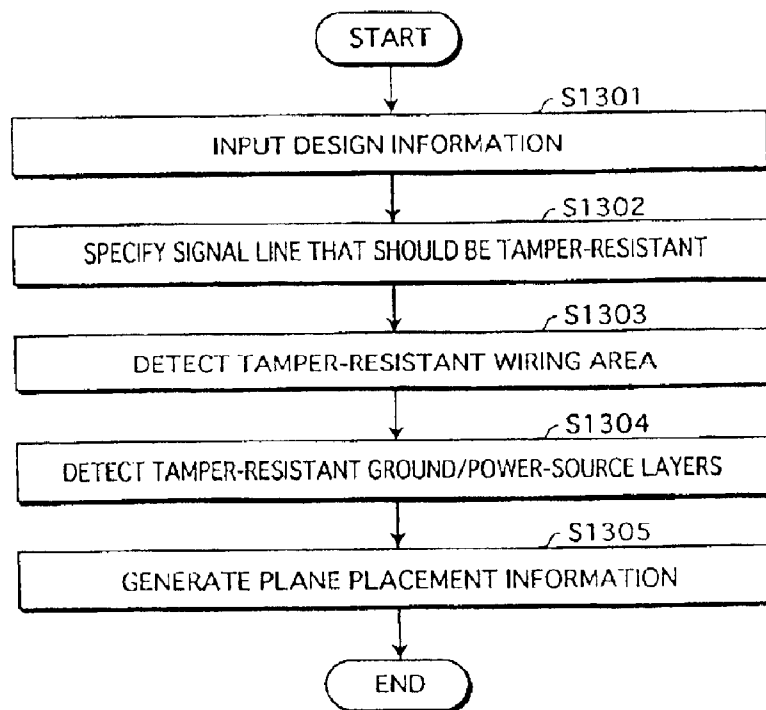 START
S1301
INPUT DESIGN INFORMATION
S1302
SPECIFY SIGNAL LINE THAT SHOULD BE TAMPER-RESISTANT
S1303
DETECT TAMPER-RESISTANT WIRING AREA
S1304
DETECT TAMPER-RESISTANT GROUND/POWER-SOURCE LAYERS
S1305
GENERATE PLANE PLACEMENT INFORMATION
END